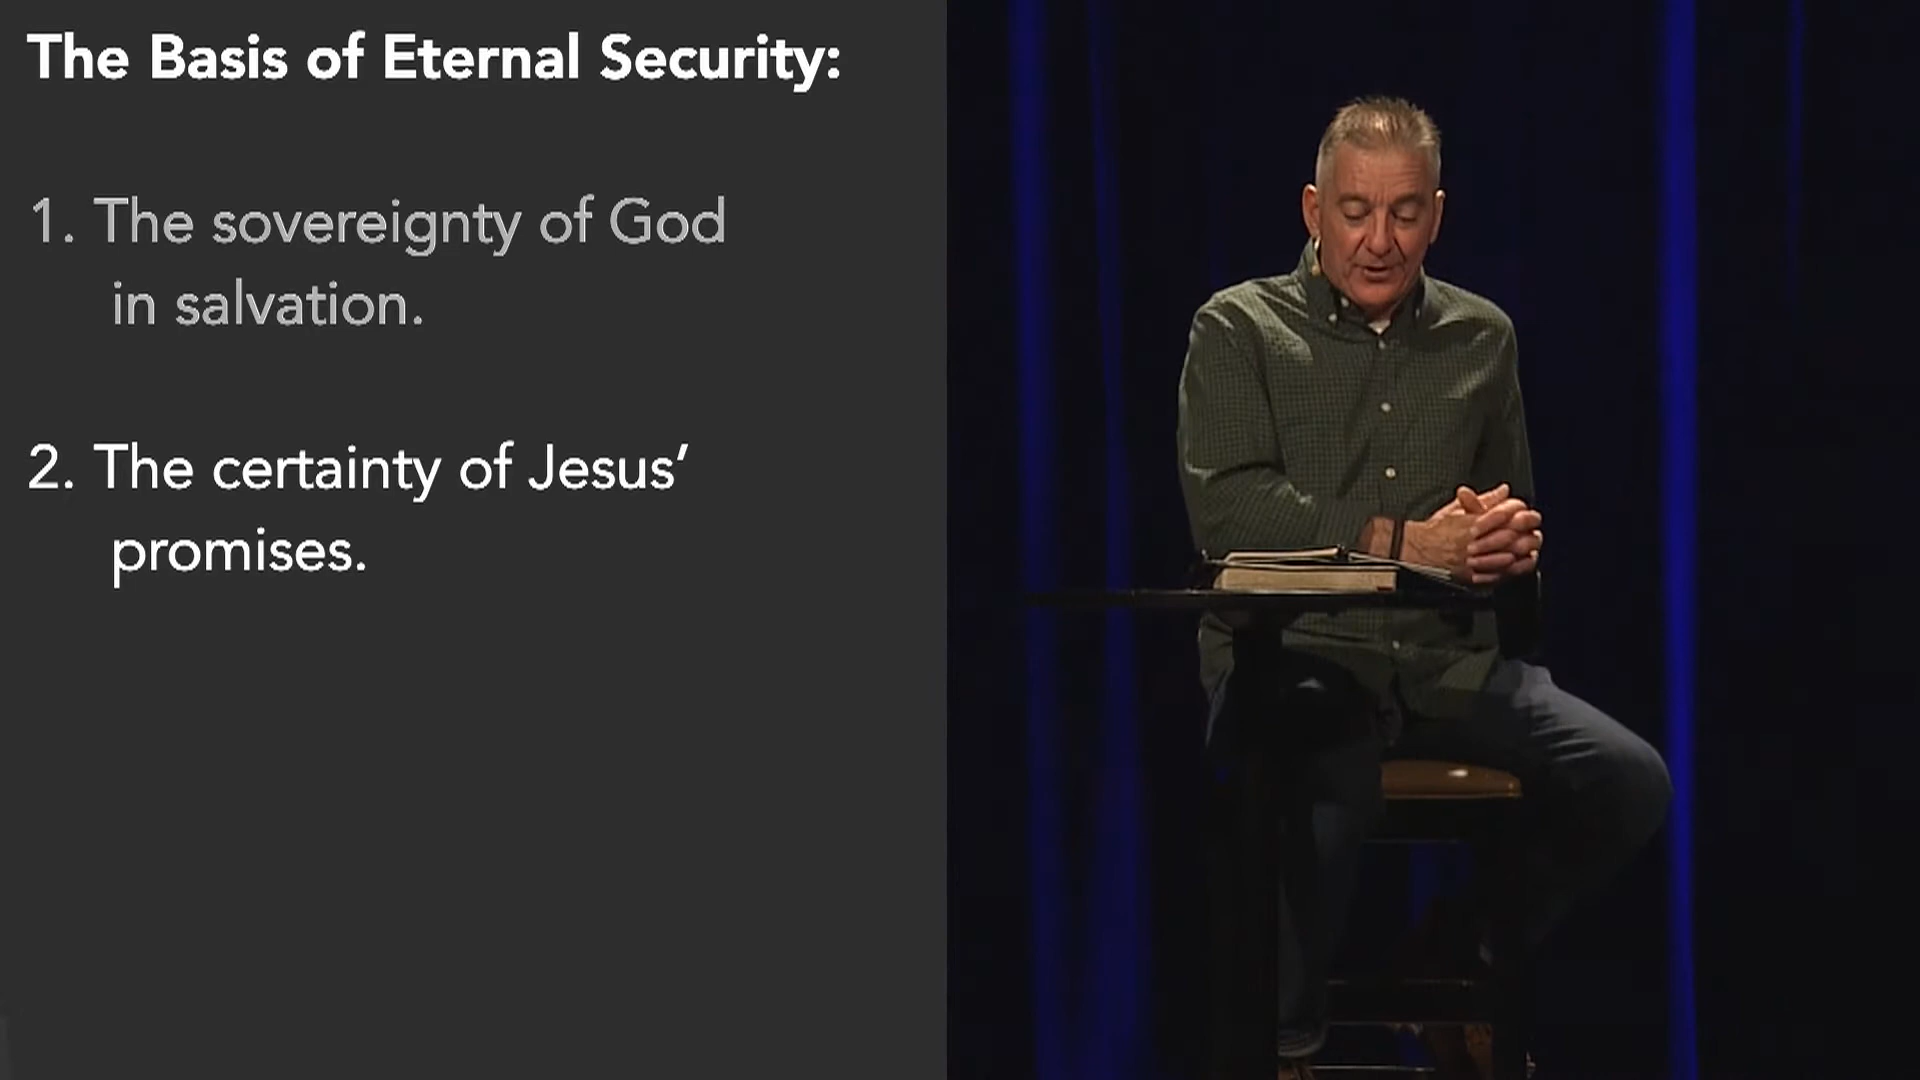 The Basis of Eternal Security:
1. The sovereignty of God
in salvation.
2. The certainty of Jesus’
promises.